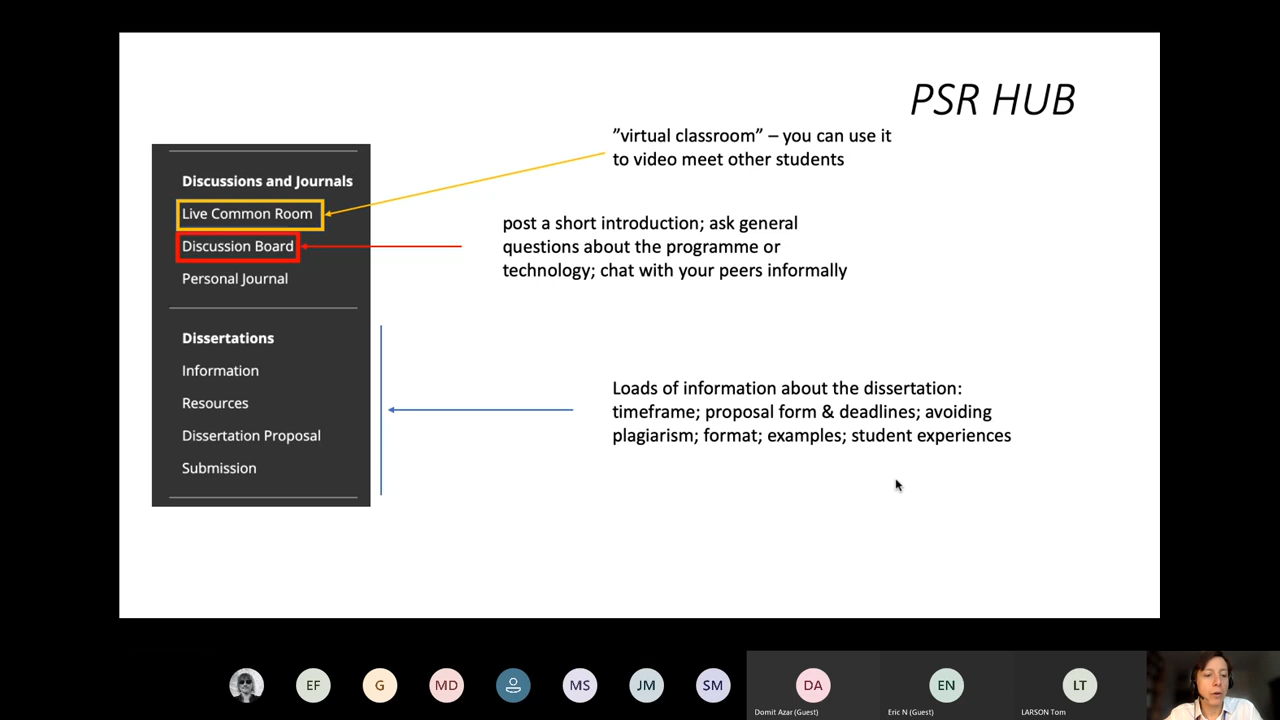 PSR HUB
”virtual classroom” – you can use it
to video meet other students
Discussions and Journals
Live Common Room
Discussion Board
Personal Journal
post a short introduction; ask general
questions about the programme or
technology; chat with your peers informally
Dissertations
Information
Resources
Dissertation Proposal
Submission
Loads of information about the dissertation:
timeframe; proposal form & deadlines; avoiding
plagiarism; format; examples; student experiences
EF
G
MD
MS
JM
SM
DA
EN
LT
Domit Azar (Guest)
Eric N (Guest)
LARSON Tom